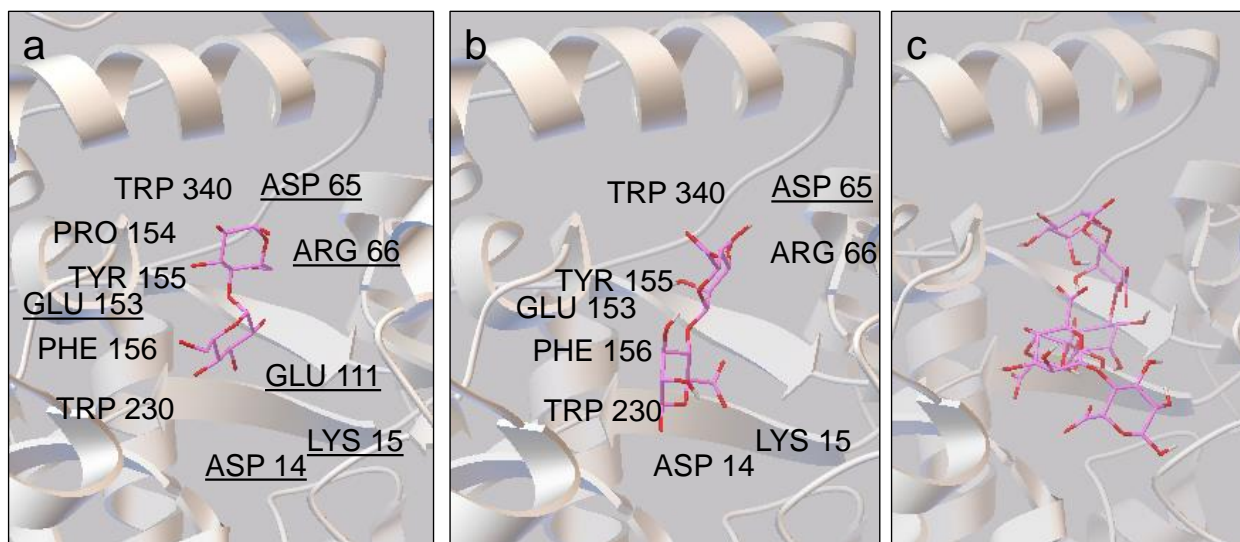 a
TRP 340
ASP 65
PRO 154
ARG 66
TYR 155
GLU 153
PHE 156
GLU 111
TRP 230
LYS 15
ASP 14
b
TRP 340
ASP 65
ARG 66
TYR 155
GLU 153
PHE 156
TRP 230
LYS 15
ASP 14
c